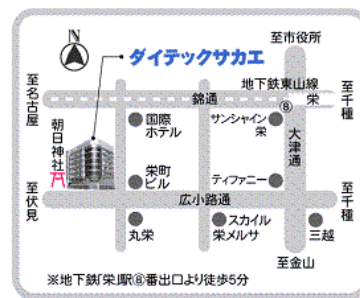 N
至市役所
ダイテックサカエ
至名古屋
地下鉄東山線
錦通
栄
至千種
⑧
国際
ホテル
サンシャイン
栄
大津通
朝日神社
栄町
ビル
ティファニー
至伏見
広小路通
至千種
丸栄
スカイル
栄メルサ
三越
至金山
※地下鉄「栄」駅⑧番出口より徒歩5分